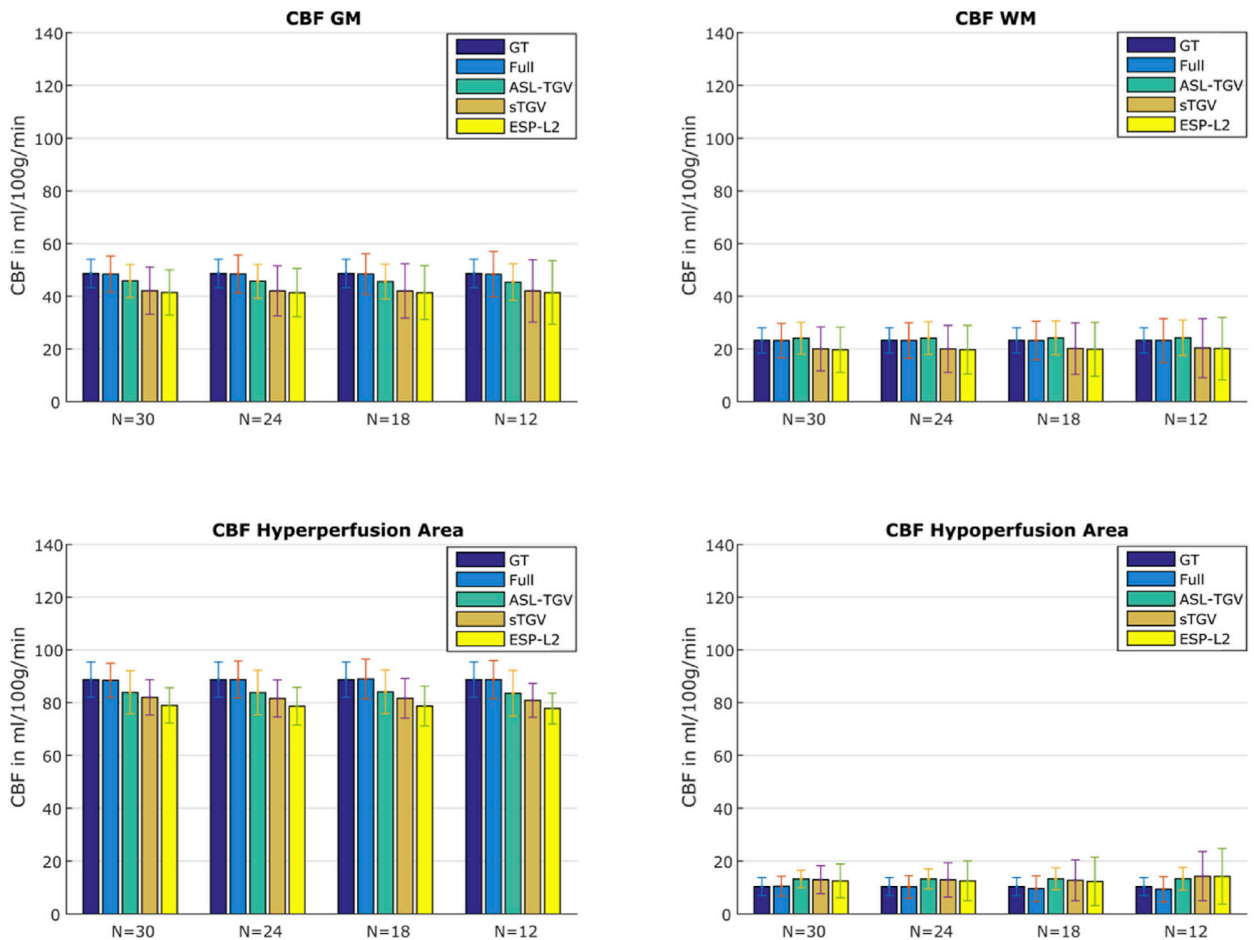 CBF GM
140
120
100
80
60
40
20
0
CBF in ml/100g/min
GT
Full
ASL-TGV
sTGV
ESP-L2
N=30 N=24 N=18 N=12
CBF WM
140
120
100
80
60
40
20
0
CBF in ml/100g/min
GT
Full
ASL-TGV
sTGV
ESP-L2
N=30 N=24 N=18 N=12
CBF Hyperperfusion Area
140
120
100
80
60
40
20
0
CBF in ml/100g/min
GT
Full
ASL-TGV
sTGV
ESP-L2
N=30 N=24 N=18 N=12
CBF Hypoperfusion Area
140
120
100
80
60
40
20
0
CBF in ml/100g/min
GT
Full
ASL-TGV
sTGV
ESP-L2
N=30 N=24 N=18 N=12